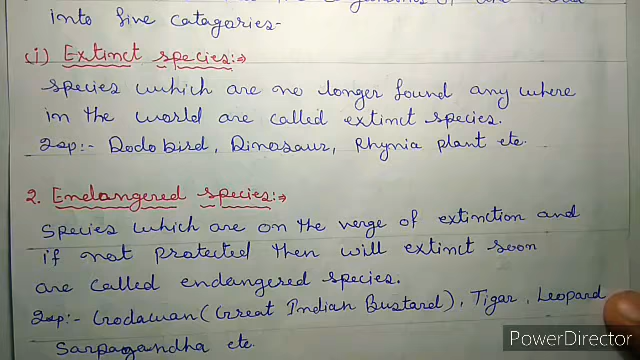 into five catagories-
(i) Extinct species:→
species which are no longer found any where
in the world are called extinct species.
Exp:- Dodo bird, Dinosaur, Rhynia plant etc.
2. Endangered species:→
species which are on the verge of extinction and
if not protected then will extinct soon
are called endangered species.
Exp:- Godawan (Great Indian Bustard), Tigar, Leopard
Sarpagandha etc.
PowerDirector